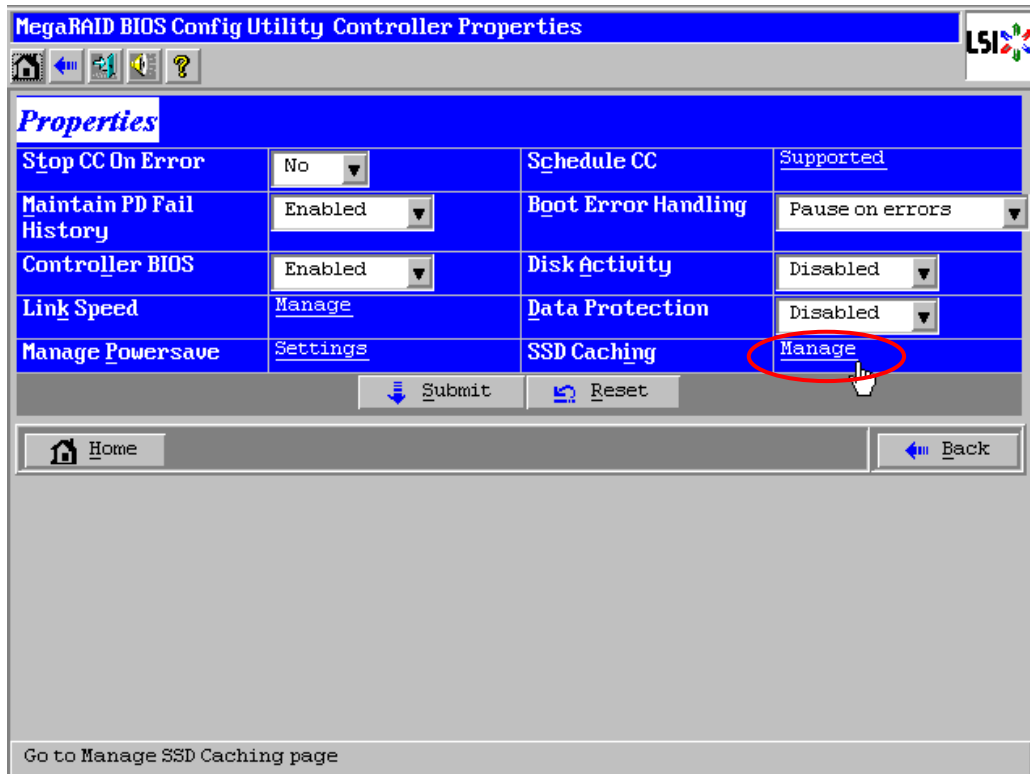 MegaRAID BIOS Config Utility Controller Properties
LSI
Properties
Stop CC On Error No Schedule CC Supported
Maintain PD Fail History Enabled Boot Error Handling Pause on errors
Controller BIOS Enabled Disk Activity Disabled
Link Speed Manage Data Protection Disabled
Manage Powersave Settings SSD Caching Manage
Submit Reset
Home Back
Go to Manage SSD Caching page